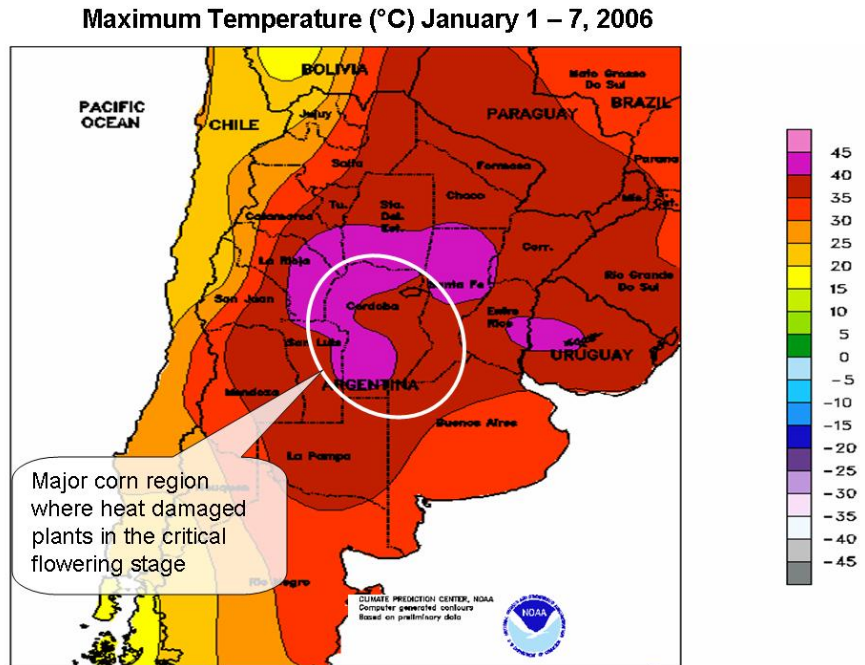 Maximum Temperature (°C) January 1 – 7, 2006
BOLIVIA
Mato Grosso
Do Sul
PACIFIC
OCEAN
CHILE
Jujuy
PARAGUAY
BRAZIL
Salta
Formosa
Parana
Catamarca
Tu.
Sta.
Del.
Est.
Chaco
Mis.
S.
Cat.
La Rioja
Corr.
Santa Fe
Rio Grande
Do Sul
San Juan
Cordoba
Entre
Rios
San Luis
URUGUAY
Mendoza
ARGENTINA
Buenos Aires
La Pampa
Neuquen
Rio Negro
Major corn region
where heat damaged
plants in the critical
flowering stage
CLIMATE PREDICTION CENTER, NOAA
Computer generated contours
Based on preliminary data
NOAA
45
40
35
30
25
20
15
10
5
0
−5
−10
−15
−20
−25
−30
−35
−40
−45